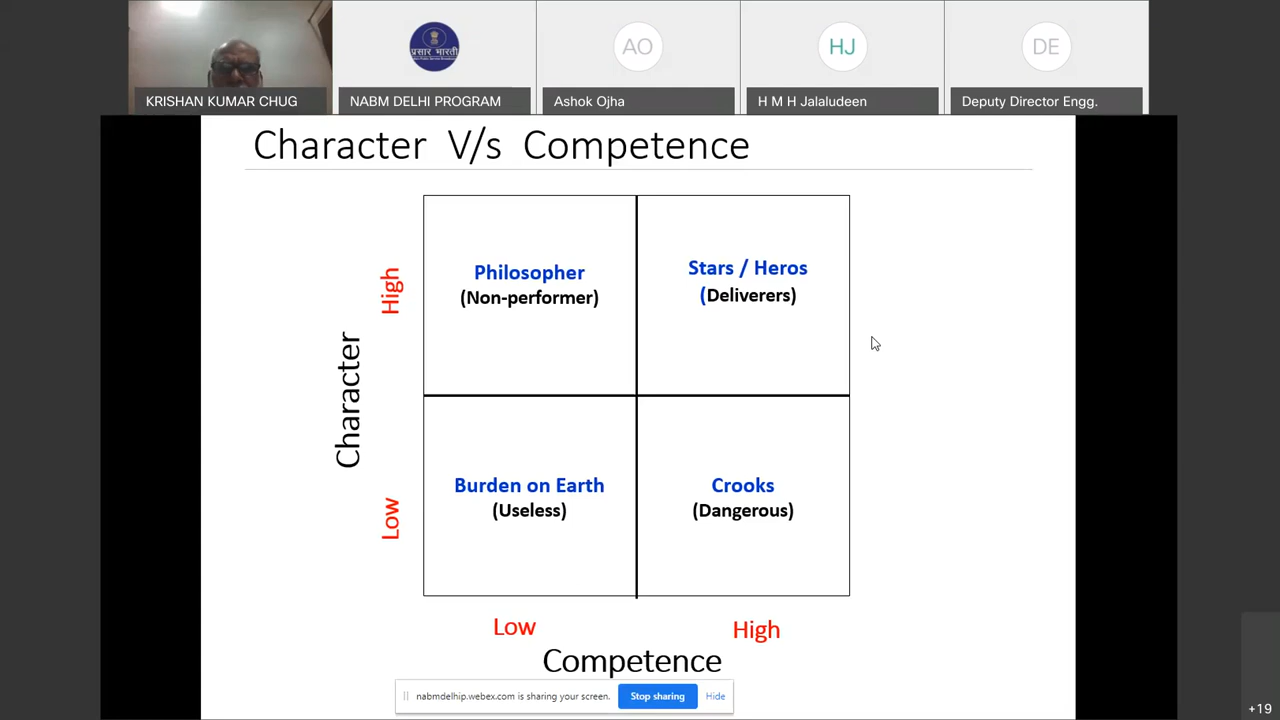 KRISHAN KUMAR CHUG
प्रसार भारती
NABM DELHI PROGRAM
AO
Ashok Ojha
HJ
H M H Jalaludeen
DE
Deputy Director Engg.
Character V/s Competence
High
Character
Low
Philosopher
(Non-performer)
Stars / Heros
(Deliverers)
Burden on Earth
(Useless)
Crooks
(Dangerous)
Low
High
Competence
nabmdelhip.webex.com is sharing your screen.
Stop sharing
Hide
+19